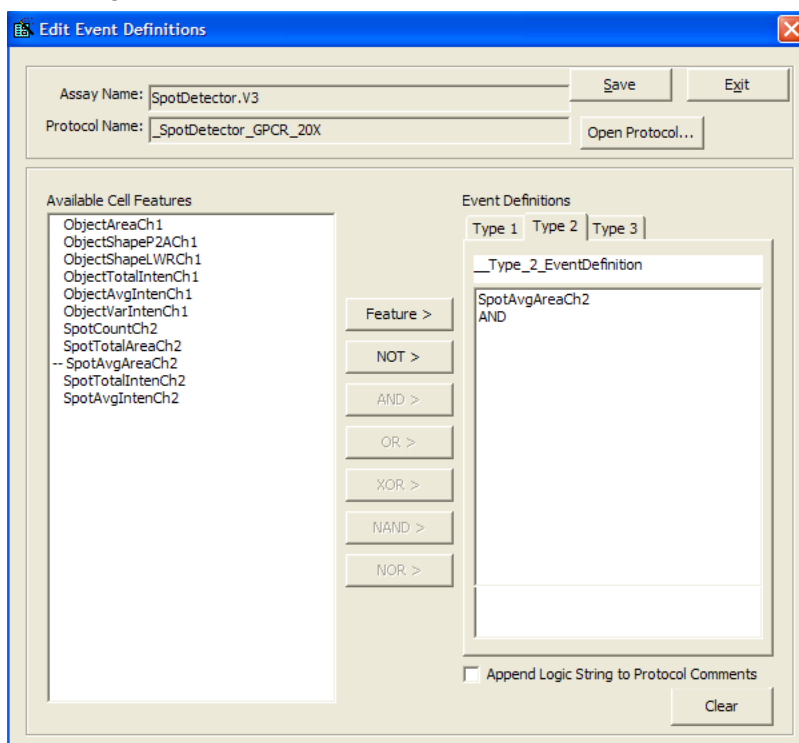 Edit Event Definitions
Assay Name: SpotDetector.V3
Save
Exit
Protocol Name: _SpotDetector_GPCR_20X
Open Protocol...
Available Cell Features
ObjectAreaCh1
ObjectShapeP2ACh1
ObjectShapeLWRCh1
ObjectTotalIntenCh1
ObjectAvgIntenCh1
ObjectVarIntenCh1
SpotCountCh2
SpotTotalAreaCh2
-- SpotAvgAreaCh2
SpotTotalIntenCh2
SpotAvgIntenCh2
Feature >
NOT >
AND >
OR >
XOR >
NAND >
NOR >
Event Definitions
Type 1 Type 2 Type 3
__Type_2_EventDefinition
SpotAvgAreaCh2
AND
Append Logic String to Protocol Comments
Clear